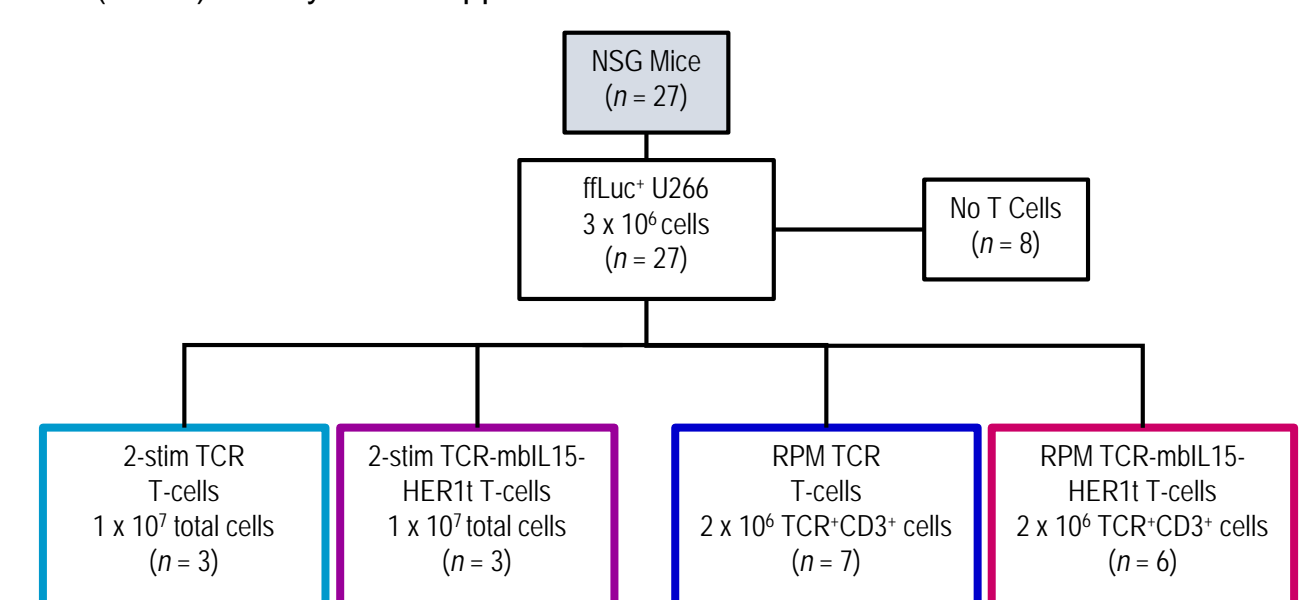 NSG Mice
(n = 27)
ffLuc⁺ U266
3 x 10⁶ cells
(n = 27)
No T Cells
(n = 8)
2-stim TCR
T-cells
1 x 10⁷ total cells
(n = 3)
2-stim TCR-mbIL15-
HER1t T-cells
1 x 10⁷ total cells
(n = 3)
RPM TCR
T-cells
2 x 10⁶ TCR⁺CD3⁺ cells
(n = 7)
RPM TCR-mbIL15-
HER1t T-cells
2 x 10⁶ TCR⁺CD3⁺ cells
(n = 6)